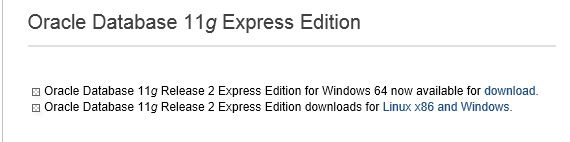 Oracle Database 11g Express Edition
Oracle Database 11g Release 2 Express Edition for Windows 64 now available for download.
Oracle Database 11g Release 2 Express Edition downloads for Linux x86 and Windows.